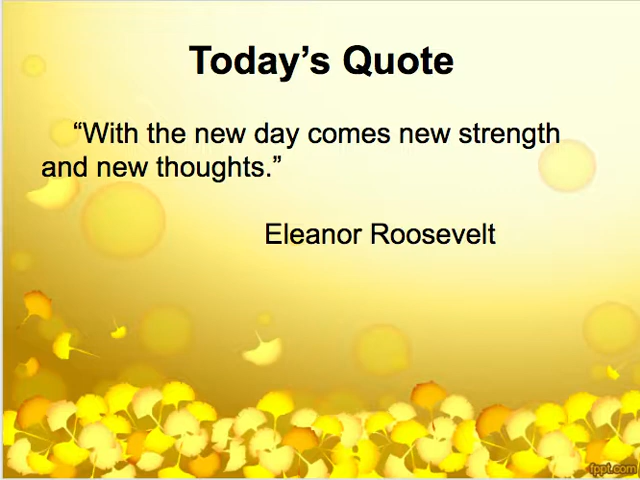 Today’s Quote
“With the new day comes new strength
and new thoughts.”
Eleanor Roosevelt
fppt.com